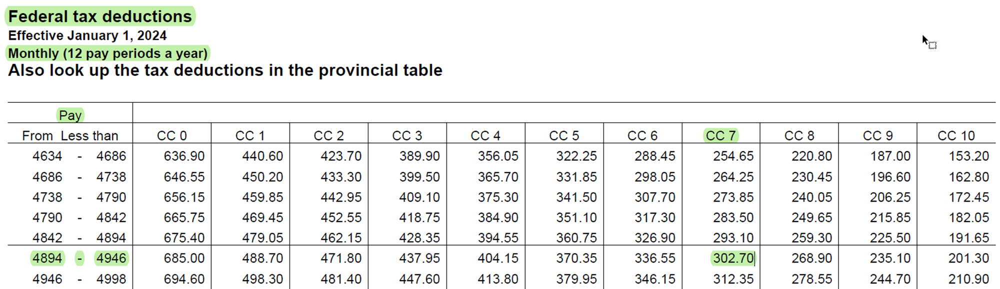 Federal tax deductions
Effective January 1, 2024
Monthly (12 pay periods a year)
Also look up the tax deductions in the provincial table
Pay
From Less than CC 0 CC 1 CC 2 CC 3 CC 4 CC 5 CC 6 CC 7 CC 8 CC 9 CC 10
4634 - 4686 636.90 440.60 423.70 389.90 356.05 322.25 288.45 254.65 220.80 187.00 153.20
4686 - 4738 646.55 450.20 433.30 399.50 365.70 331.85 298.05 264.25 230.45 196.60 162.80
4738 - 4790 656.15 459.85 442.95 409.10 375.30 341.50 307.70 273.85 240.05 206.25 172.45
4790 - 4842 665.75 469.45 452.55 418.75 384.90 351.10 317.30 283.50 249.65 215.85 182.05
4842 - 4894 675.40 479.05 462.15 428.35 394.55 360.75 326.90 293.10 259.30 225.50 191.65
4894 - 4946 685.00 488.70 471.80 437.95 404.15 370.35 336.55 302.70 268.90 235.10 201.30
4946 - 4998 694.60 498.30 481.40 447.60 413.80 379.95 346.15 312.35 278.55 244.70 210.90